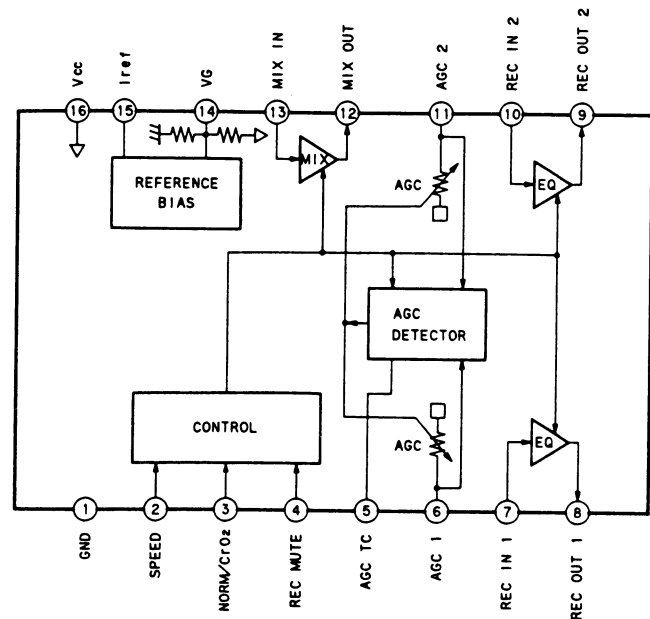 Vcc
Iref
VG
MIX IN
MIX OUT
AGC 2
REC IN 2
REC OUT 2
16
15
14
13
12
11
10
9
MIX
REFERENCE
BIAS
AGC
EQ
AGC
DETECTOR
CONTROL
AGC
EQ
1
2
3
4
5
6
7
8
GND
SPEED
NORM/CrO2
REC MUTE
AGC TC
AGC 1
REC IN 1
REC OUT 1